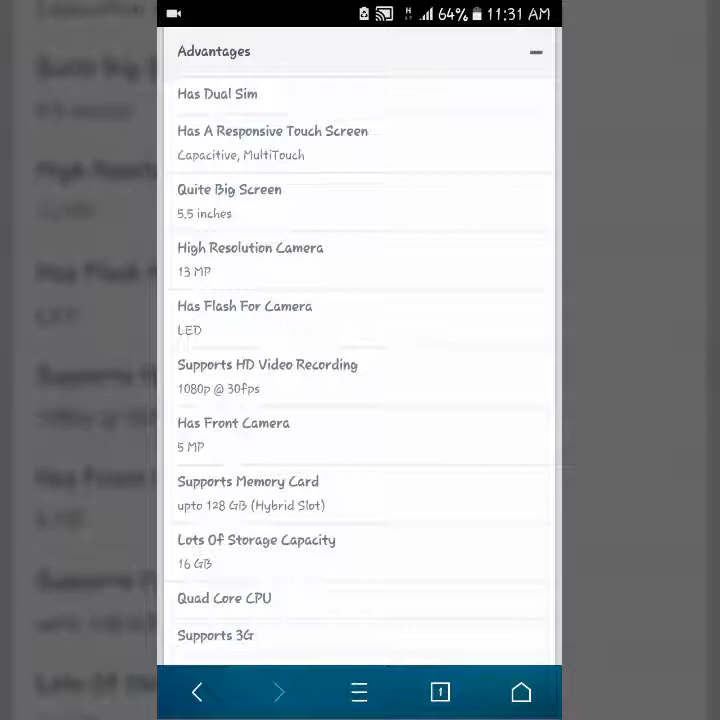 64% 11:31 AM
Advantages
Has Dual Sim
Has A Responsive Touch Screen
Capacitive, MultiTouch
Quite Big Screen
5.5 inches
High Resolution Camera
13 MP
Has Flash For Camera
LED
Supports HD Video Recording
1080p @ 30fps
Has Front Camera
5 MP
Supports Memory Card
upto 128 GB (Hybrid Slot)
Lots Of Storage Capacity
16 GB
Quad Core CPU
Supports 3G
1